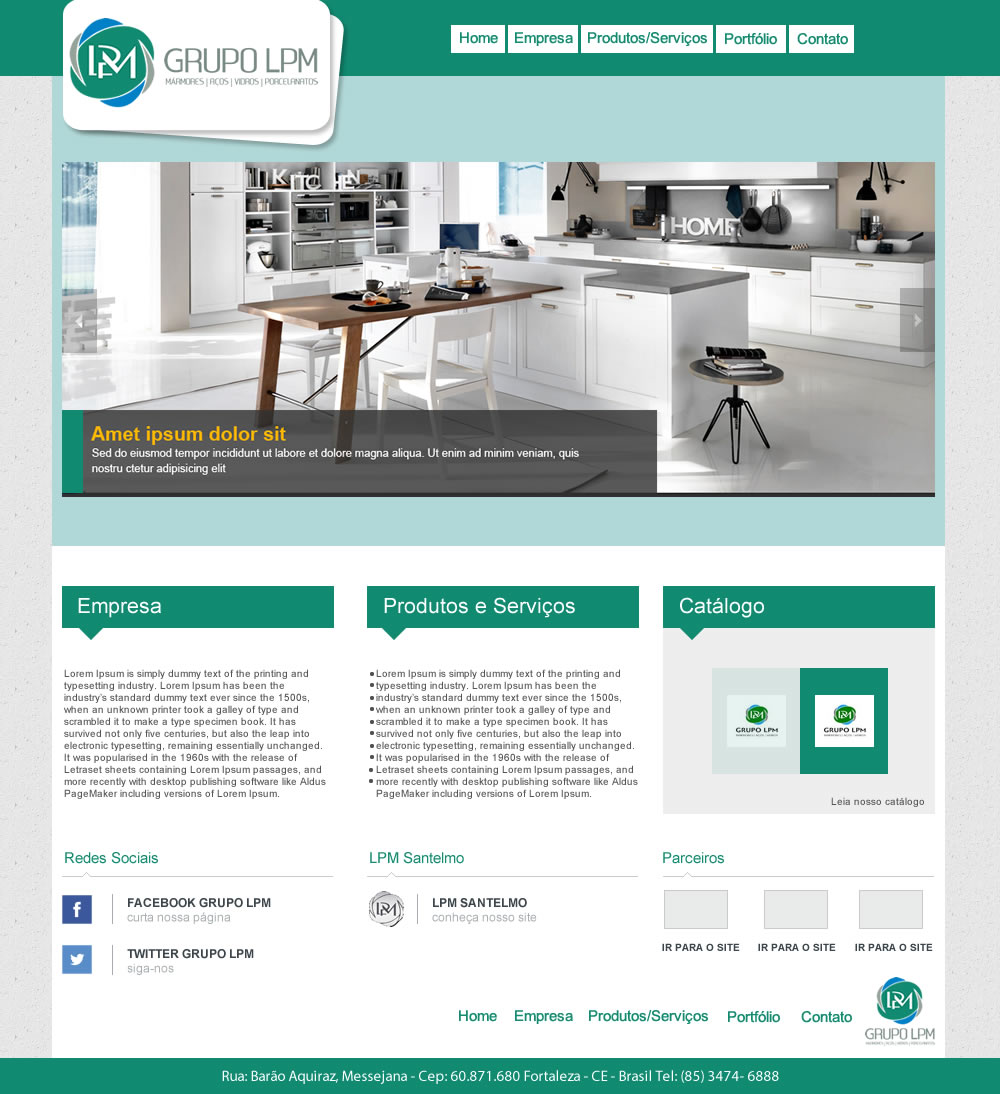 LPM GRUPO LPM
MÁRMORES | AÇOS | VIDROS | PORCELANATOS
Home Empresa Produtos/Serviços Portfólio Contato
KITCHEN
iHOME
Amet ipsum dolor sit
Sed do eiusmod tempor incididunt ut labore et dolore magna aliqua. Ut enim ad minim veniam, quis
nostru ctetur adipisicing elit
Empresa
Lorem Ipsum is simply dummy text of the printing and
typesetting industry. Lorem Ipsum has been the
industry's standard dummy text ever since the 1500s,
when an unknown printer took a galley of type and
scrambled it to make a type specimen book. It has
survived not only five centuries, but also the leap into
electronic typesetting, remaining essentially unchanged.
It was popularised in the 1960s with the release of
Letraset sheets containing Lorem Ipsum passages, and
more recently with desktop publishing software like Aldus
PageMaker including versions of Lorem Ipsum.
Produtos e Serviços
Lorem Ipsum is simply dummy text of the printing and
typesetting industry. Lorem Ipsum has been the
industry's standard dummy text ever since the 1500s,
when an unknown printer took a galley of type and
scrambled it to make a type specimen book. It has
survived not only five centuries, but also the leap into
electronic typesetting, remaining essentially unchanged.
It was popularised in the 1960s with the release of
Letraset sheets containing Lorem Ipsum passages, and
more recently with desktop publishing software like Aldus
PageMaker including versions of Lorem Ipsum.
Catálogo
GRUPO LPM
GRUPO LPM
Leia nosso catálogo
Redes Sociais
FACEBOOK GRUPO LPM
curta nossa página
TWITTER GRUPO LPM
siga-nos
LPM Santelmo
LPM
LPM SANTELMO
conheça nosso site
Parceiros
IR PARA O SITE IR PARA O SITE IR PARA O SITE
Home Empresa Produtos/Serviços Portfólio Contato
LPM
GRUPO LPM
Rua: Barão Aquiraz, Messejana - Cep: 60.871.680 Fortaleza - CE - Brasil Tel: (85) 3474- 6888